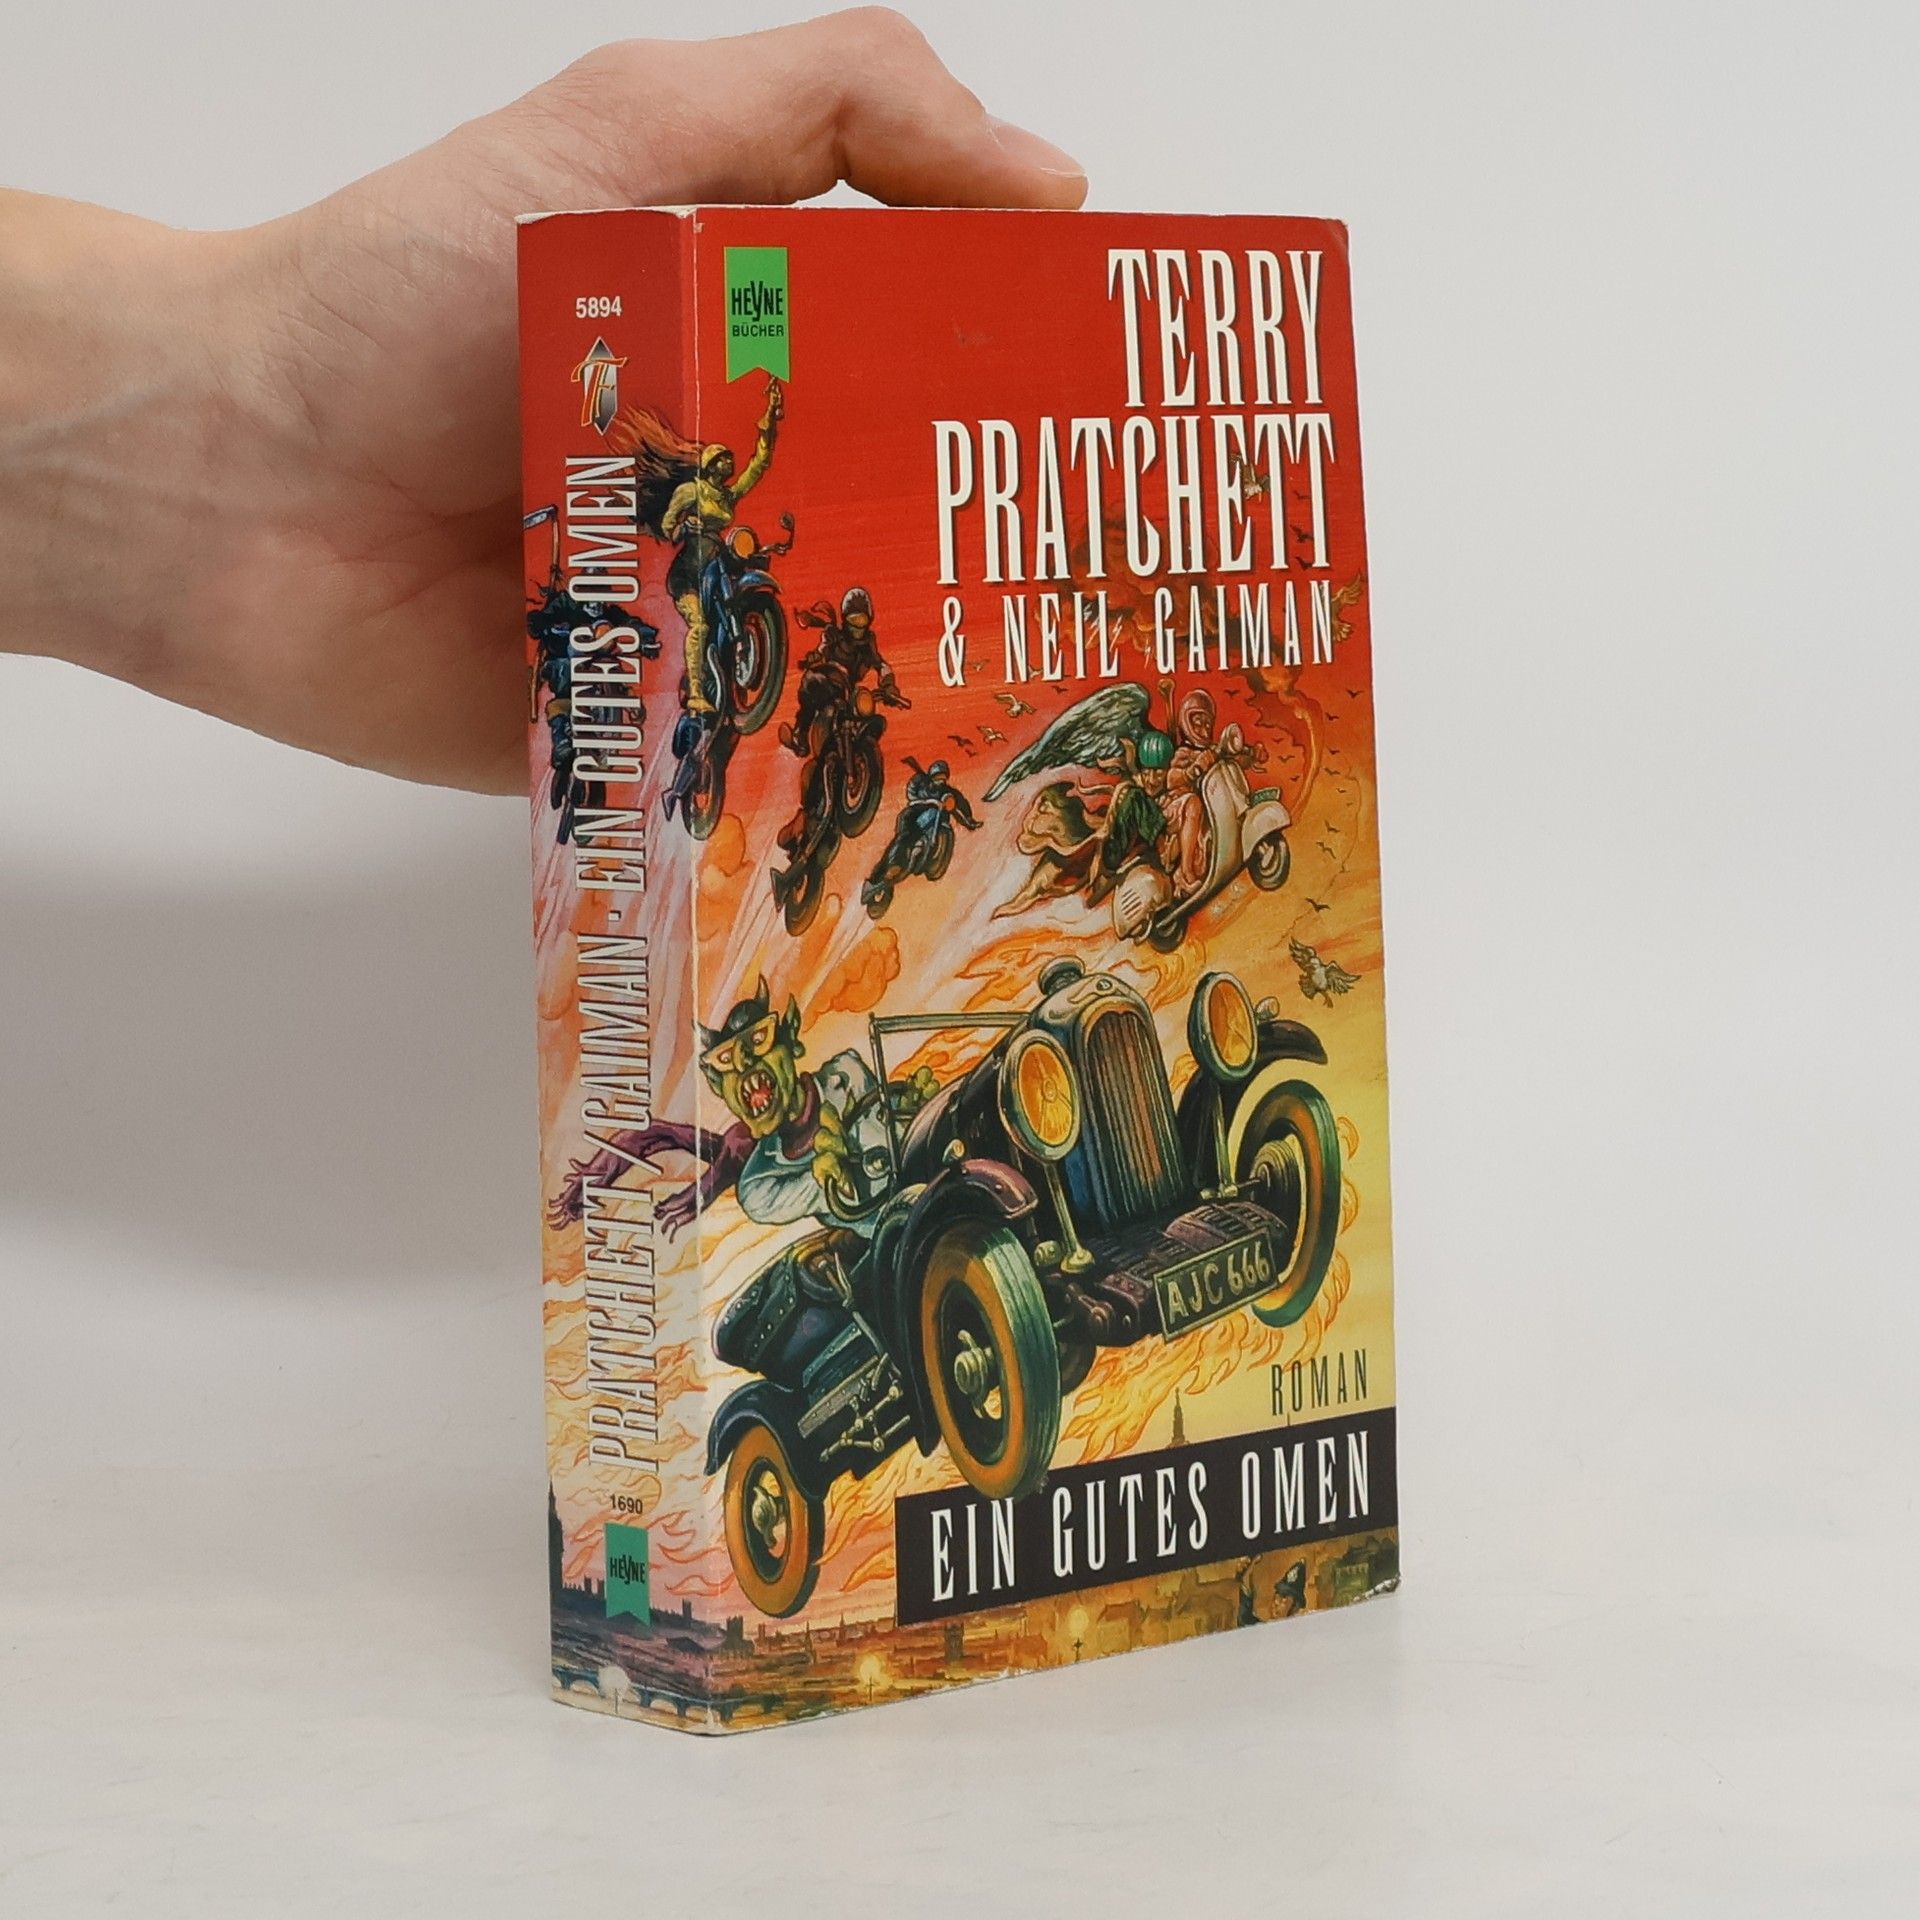 5894
TF
PRATCHETT/GAIMAN · EIN GUTES OMEN
1690
HEYNE
HEYNE
BÜCHER
TERRY
PRATCHETT
& NEIL GAIMAN
AJC 666
ROMAN
EIN GUTES OMEN